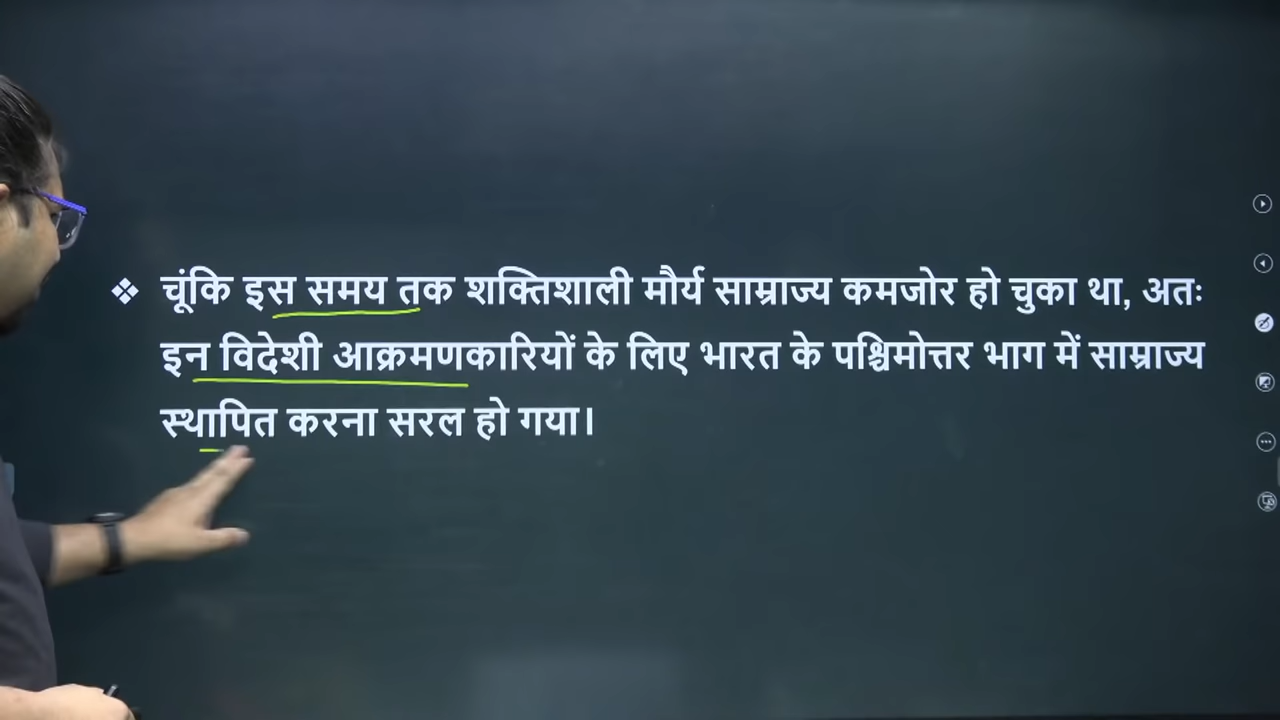 ❖ चूंकि इस समय तक शक्तिशाली मौर्य साम्राज्य कमजोर हो चुका था, अतः
इन विदेशी आक्रमणकारियों के लिए भारत के पश्चिमोत्तर भाग में साम्राज्य
स्थापित करना सरल हो गया।